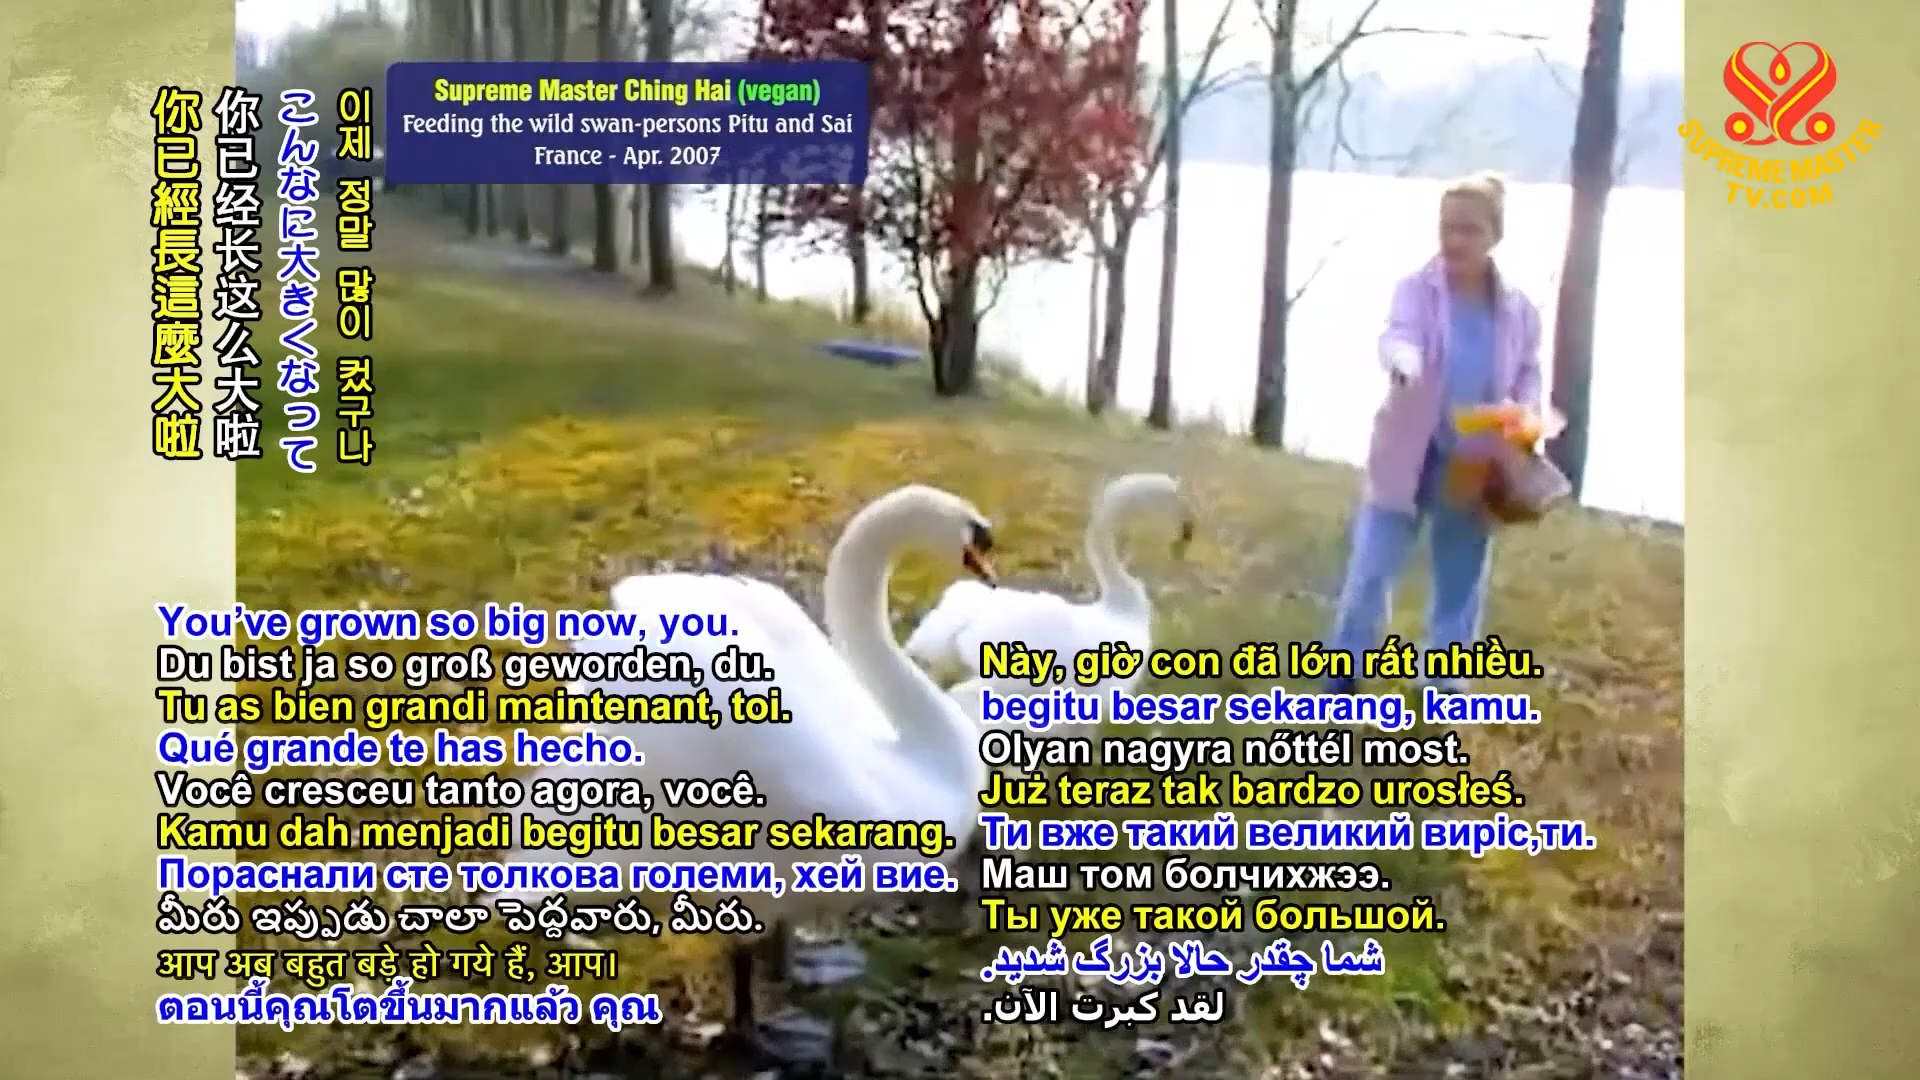 Supreme Master Ching Hai (vegan)
Feeding the wild swan-persons Pitu and Sai
France - Apr. 2007
SUPREME MASTER
TV.COM
이제 정말 많이 컸구나
こんなに大きくなって
你已经长这么大啦
你已經長這麼大啦
You’ve grown so big now, you.
Du bist ja so groß geworden, du.
Tu as bien grandi maintenant, toi.
Qué grande te has hecho.
Você cresceu tanto agora, você.
Kamu dah menjadi begitu besar sekarang.
Пораснали сте толкова големи, хей вие.
మీరు ఇప్పుడు చాలా పెద్దవారు, మీరు.
आप अब बहुत बड़े हो गये हैं, आप।
ตอนนี้คุณโตขึ้นมากแล้ว คุณ
Này, giờ con đã lớn rất nhiều.
begitu besar sekarang, kamu.
Olyan nagyra nőttél most.
Już teraz tak bardzo urosłeś.
Ти вже такий великий виріс,ти.
Маш том болчихжээ.
Ты уже такой большой.
شما چقدر حالا بزرگ شدید.
لقد كبرت الآن.